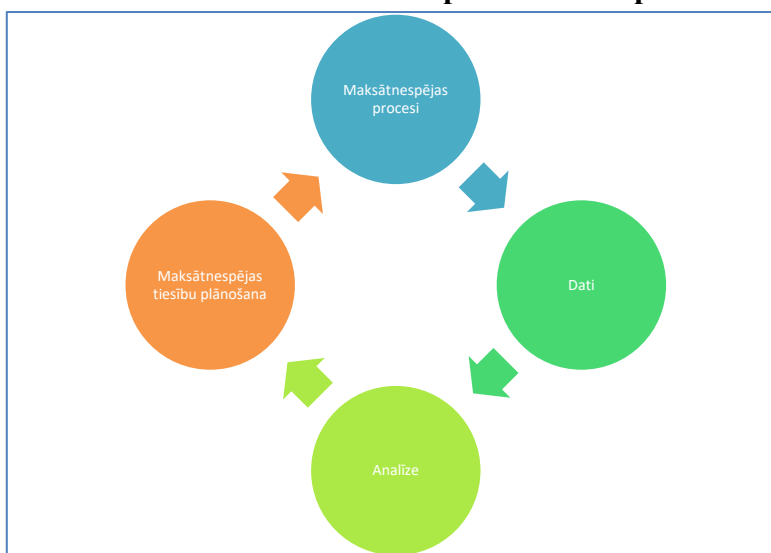 Maksātnespējas
procesi
Maksātnespējas
tiesību plānošana
Dati
Analīze